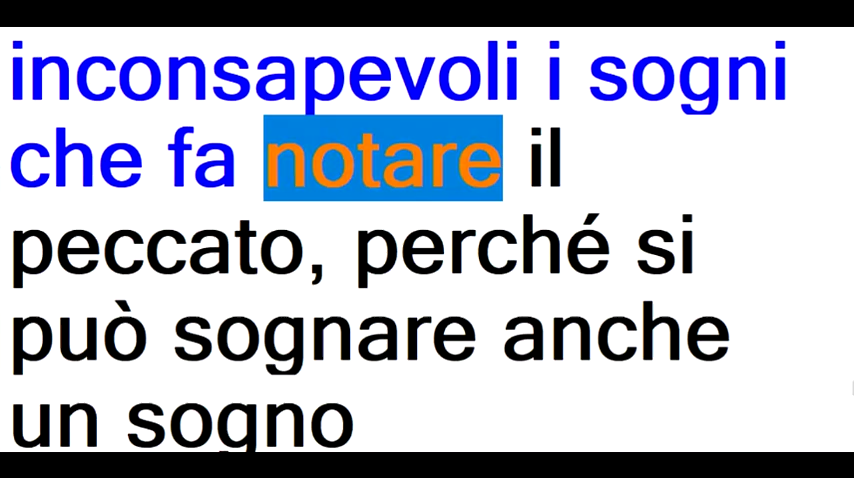 inconsapevoli i sogni
che fa notare il
peccato, perché si
può sognare anche
un sogno